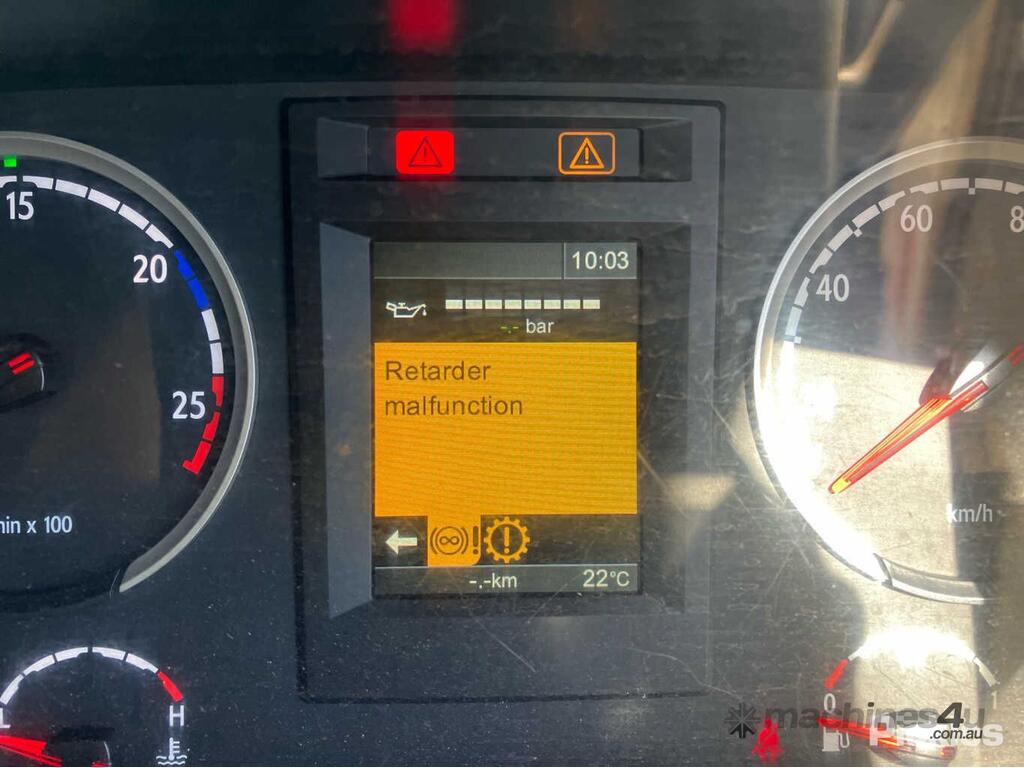 10:03
15
20
25
min x 100
-.- bar
Retarder
malfunction
-.-km
22°C
40
60
km/h
H
0
1
machines4u
.com.au